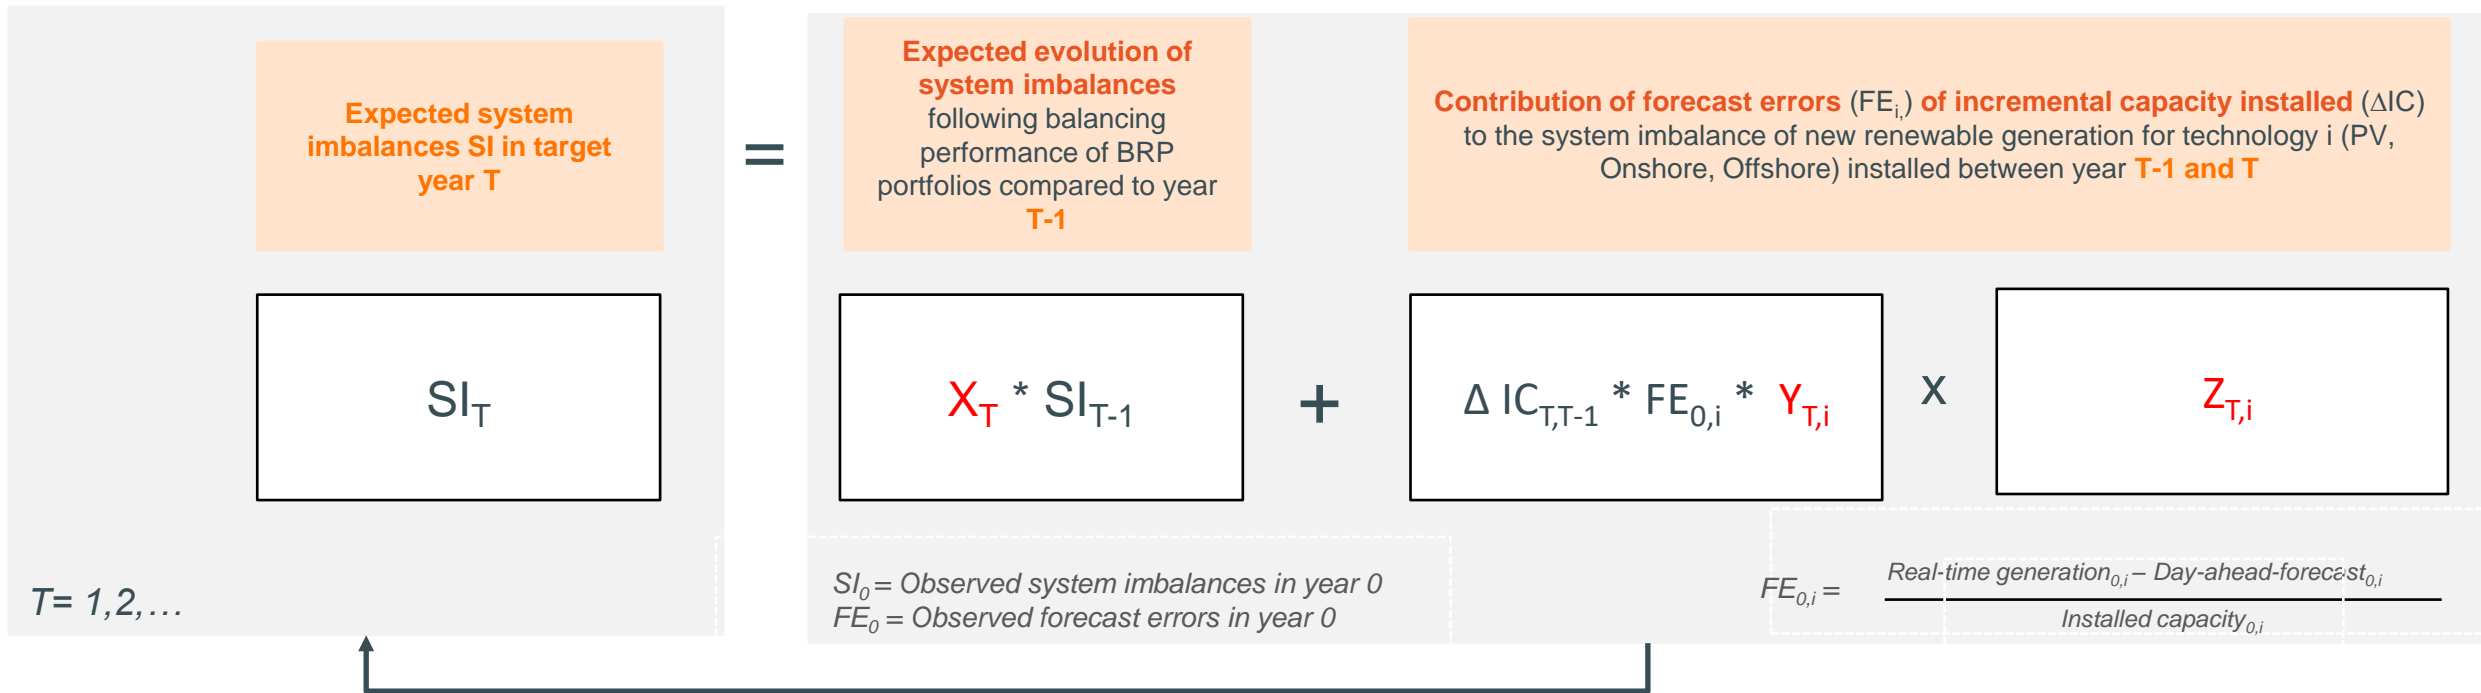 Expected system
imbalances SI in target
year T
=
Expected evolution of
system imbalances
following balancing
performance of BRP
portfolios compared to year
T-1
Contribution of forecast errors (FEi,) of incremental capacity installed (∆IC)
to the system imbalance of new renewable generation for technology i (PV,
Onshore, Offshore) installed between year T-1 and T
SIT
XT * SIT-1
+
Δ ICT,T-1 * FE0,i * YT,i
x
ZT,i
T= 1,2,…
SI0 = Observed system imbalances in year 0
FE0 = Observed forecast errors in year 0
FE0,i =
Real-time generation0,i – Day-ahead-forecast0,i
Installed capacity0,i